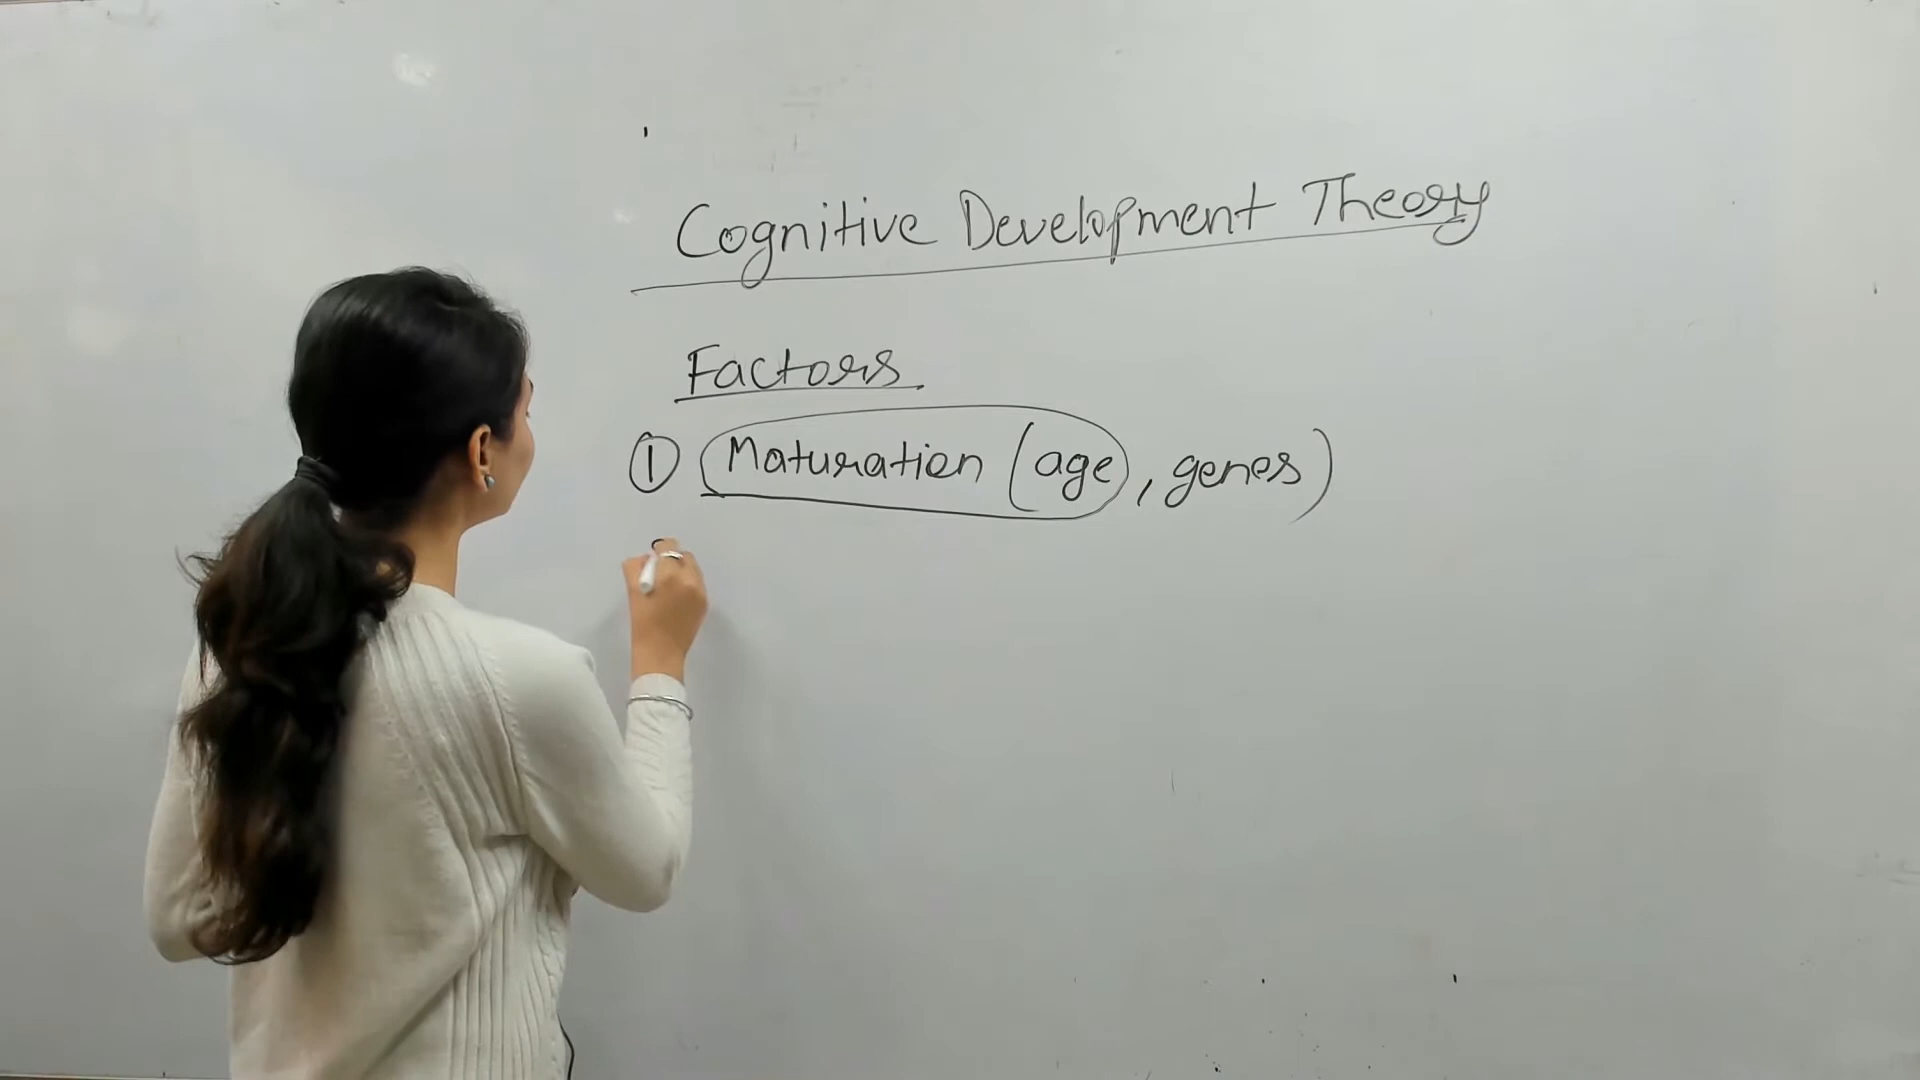 Cognitive Development Theory
Factors
① Maturation (age, genes)